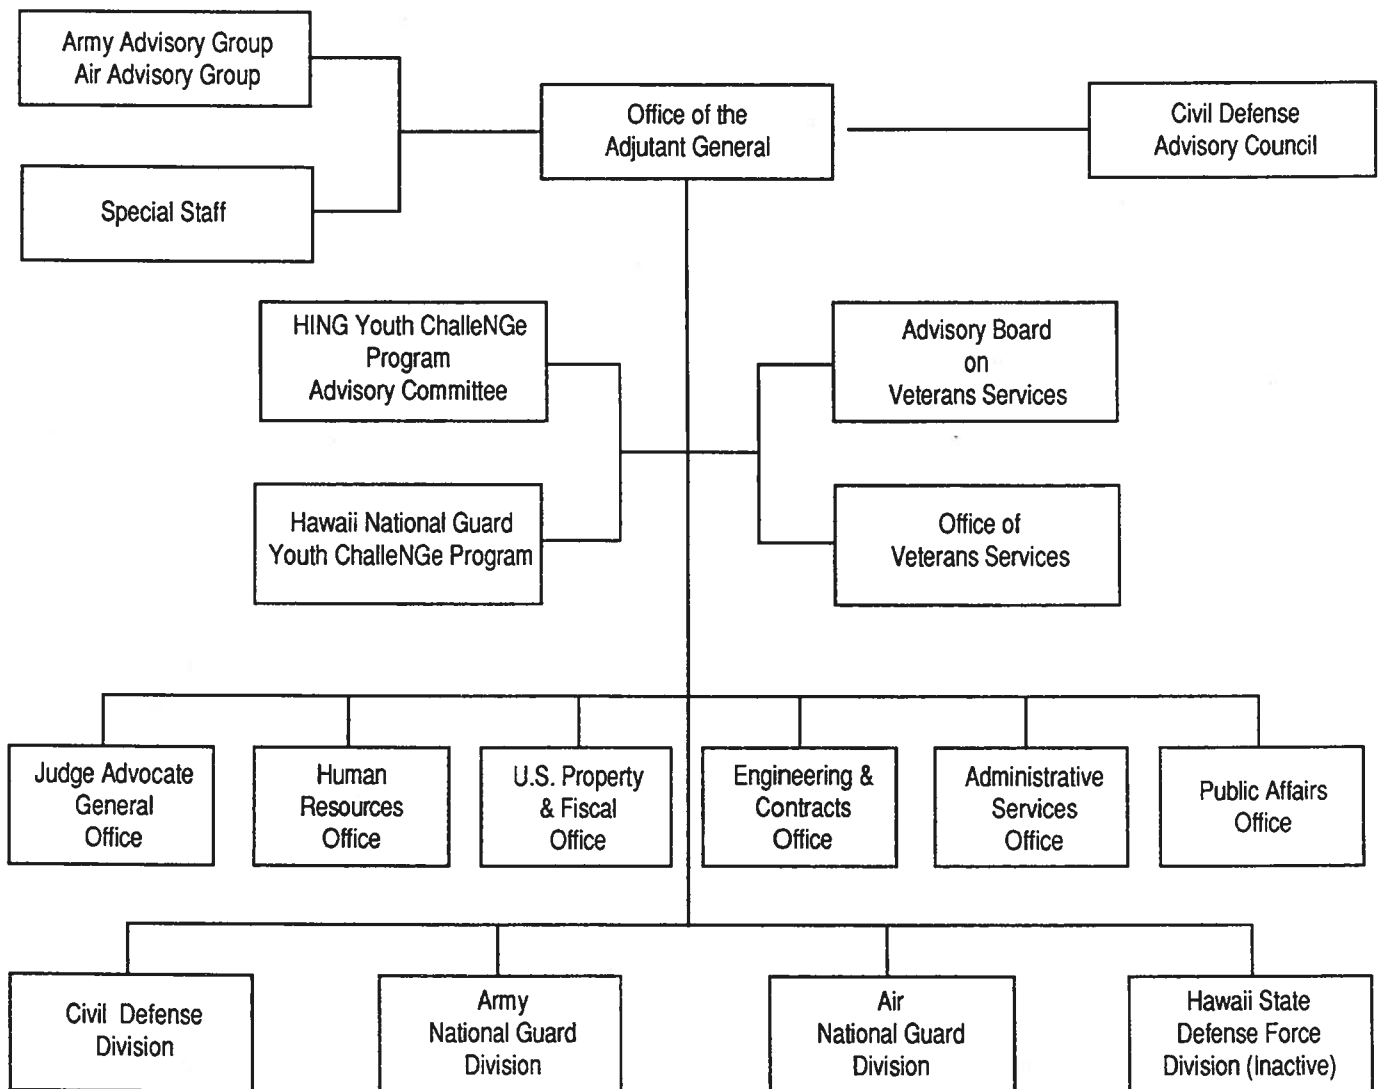 Army Advisory Group
Air Advisory Group
Office of the
Adjutant General
Civil Defense
Advisory Council
Special Staff
HING Youth ChalleNGe
Program
Advisory Committee
Advisory Board
on
Veterans Services
Hawaii National Guard
Youth ChalleNGe Program
Office of
Veterans Services
Judge Advocate
General
Office
Human
Resources
Office
U.S. Property
& Fiscal
Office
Engineering &
Contracts
Office
Administrative
Services
Office
Public Affairs
Office
Civil Defense
Division
Army
National Guard
Division
Air
National Guard
Division
Hawaii State
Defense Force
Division (Inactive)